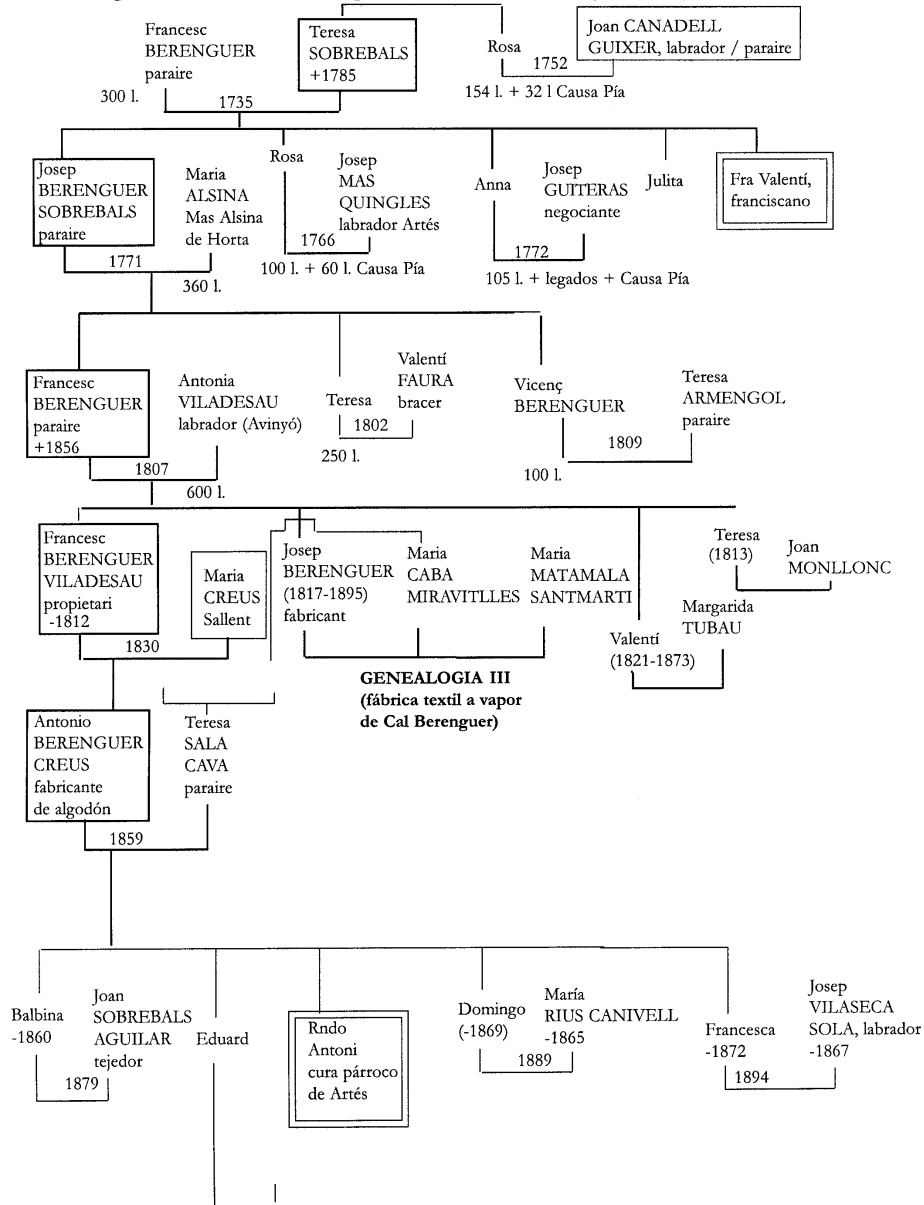 Francesc
BERENGUER
paraire
Teresa
SOBREBALS
+1785
Rosa
Joan CANADELL
GUIXER, labrador / paraire
1752
154 l. + 32 l Causa Pía
300 l.
1735
Josep
BERENGUER
SOBREBALS
paraire
Maria
ALSINA
Mas Alsina
de Horta
Rosa
Josep
MAS
QUINGLES
labrador Artés
Anna
Josep
GUITERAS
negociante
Julita
Fra Valentí,
franciscano
1771
360 l.
1766
100 l. + 60 l. Causa Pía
1772
105 l. + legados + Causa Pía
Francesc
BERENGUER
paraire
+1856
Antonia
VILADESAU
labrador (Avinyó)
Teresa
Valentí
FAURA
bracer
Vicenç
BERENGUER
Teresa
ARMENGOL
paraire
1807
600 l.
1802
250 l.
1809
100 l.
Francesc
BERENGUER
VILADESAU
propietari
-1812
Maria
CREUS
Sallent
Josep
BERENGUER
(1817-1895)
fabricant
Maria
CABA
MIRAVITLLES
Maria
MATAMALA
SANTMARTI
Valentí
(1821-1873)
Margarida
TUBAU
Teresa
(1813)
Joan
MONLLONC
1830
GENEALOGIA III
(fábrica textil a vapor
de Cal Berenguer)
Antonio
BERENGUER
CREUS
fabricante
de algodón
Teresa
SALA
CAVA
paraire
1859
Balbina
-1860
Joan
SOBREBALS
AGUILAR
tejedor
1879
Eduard
Rndo
Antoni
cura párroco
de Artés
Domingo
(-1869)
María
RIUS CANIVELL
-1865
1889
Francesca
-1872
Josep
VILASECA
SOLA, labrador
-1867
1894